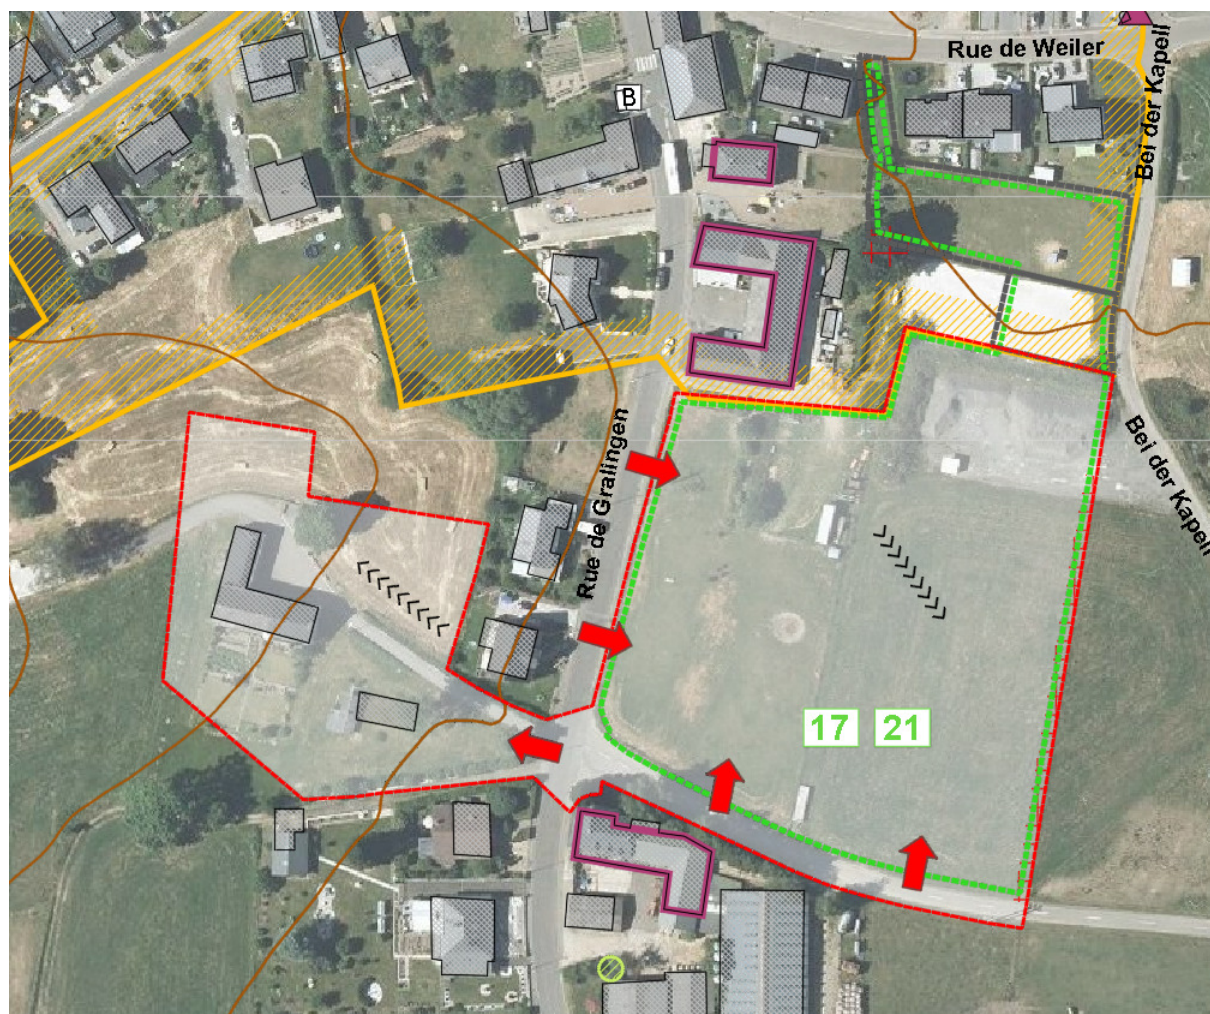 Rue de Weiler
Bei der Kapell
B
Rue de Gralingen
Bei der Kapell
17 21